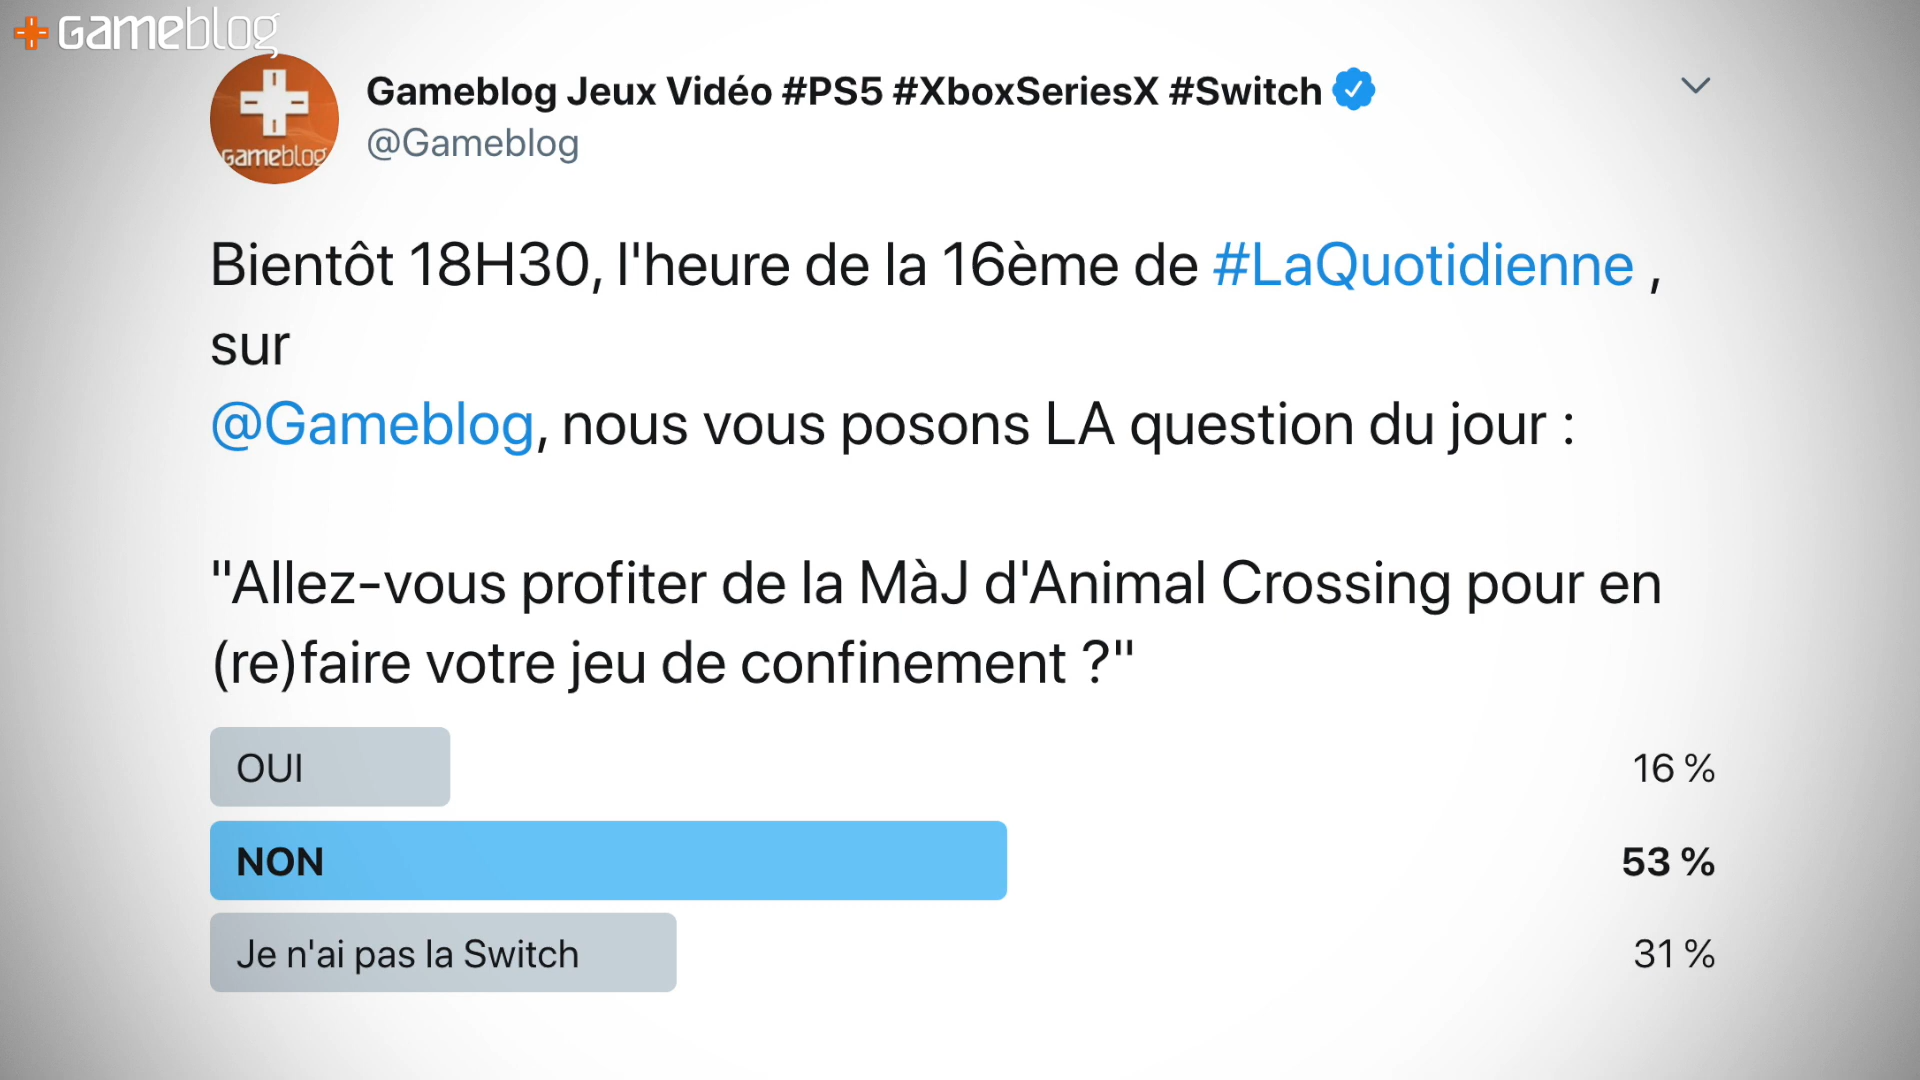 gameblog
Gameblog Jeux Vidéo #PS5 #XboxSeriesX #Switch
@Gameblog
gameblog
Bientôt 18H30, l'heure de la 16ème de #LaQuotidienne ,
sur
@Gameblog, nous vous posons LA question du jour :
"Allez-vous profiter de la MàJ d'Animal Crossing pour en
(re)faire votre jeu de confinement ?"
OUI 16 %
NON 53 %
Je n'ai pas la Switch 31 %